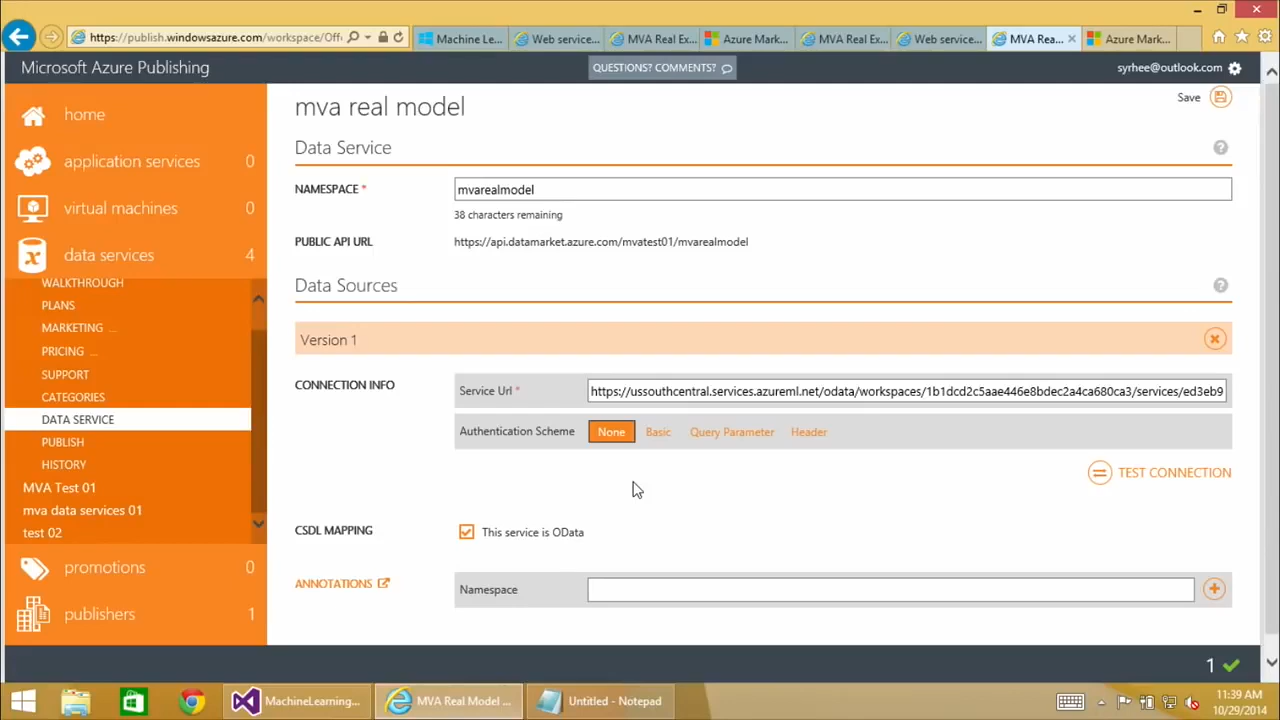 https://publish.windowsazure.com/workspace/Off
Machine Le...
Web service...
MVA Real Ex...
Azure Mark...
MVA Real Ex...
Web service...
MVA Rea...
Azure Mark...
Microsoft Azure Publishing
QUESTIONS? COMMENTS?
syrhee@outlook.com
home
application services 0
virtual machines 0
data services 4
WALKTHROUGH
PLANS
MARKETING ...
PRICING ...
SUPPORT
CATEGORIES
DATA SERVICE
PUBLISH
HISTORY
MVA Test 01
mva data services 01
test 02
promotions 0
publishers 1
mva real model
Save
Data Service
?
NAMESPACE *
mvarealmodel
38 characters remaining
PUBLIC API URL
https://api.datamarket.azure.com/mvatest01/mvarealmodel
Data Sources
?
Version 1
CONNECTION INFO
Service Url *
https://ussouthcentral.services.azureml.net/odata/workspaces/1b1dcd2c5aae446e8bdec2a4ca680ca3/services/ed3eb9
Authentication Scheme
None
Basic
Query Parameter
Header
TEST CONNECTION
CSDL MAPPING
This service is OData
ANNOTATIONS
Namespace
1
MachineLearning...
MVA Real Model ...
Untitled - Notepad
11:39 AM
10/29/2014